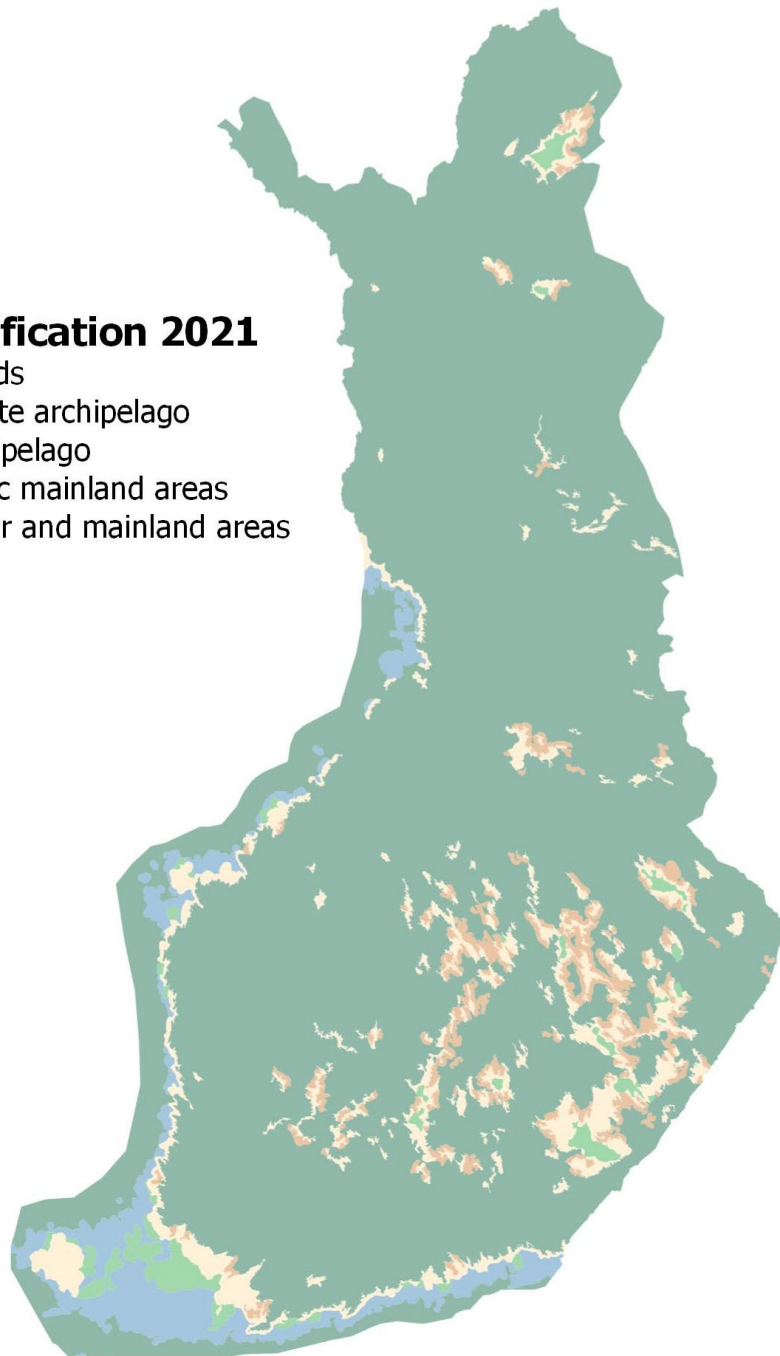 fication 2021
ds
te archipelago
pelago
c mainland areas
r and mainland areas